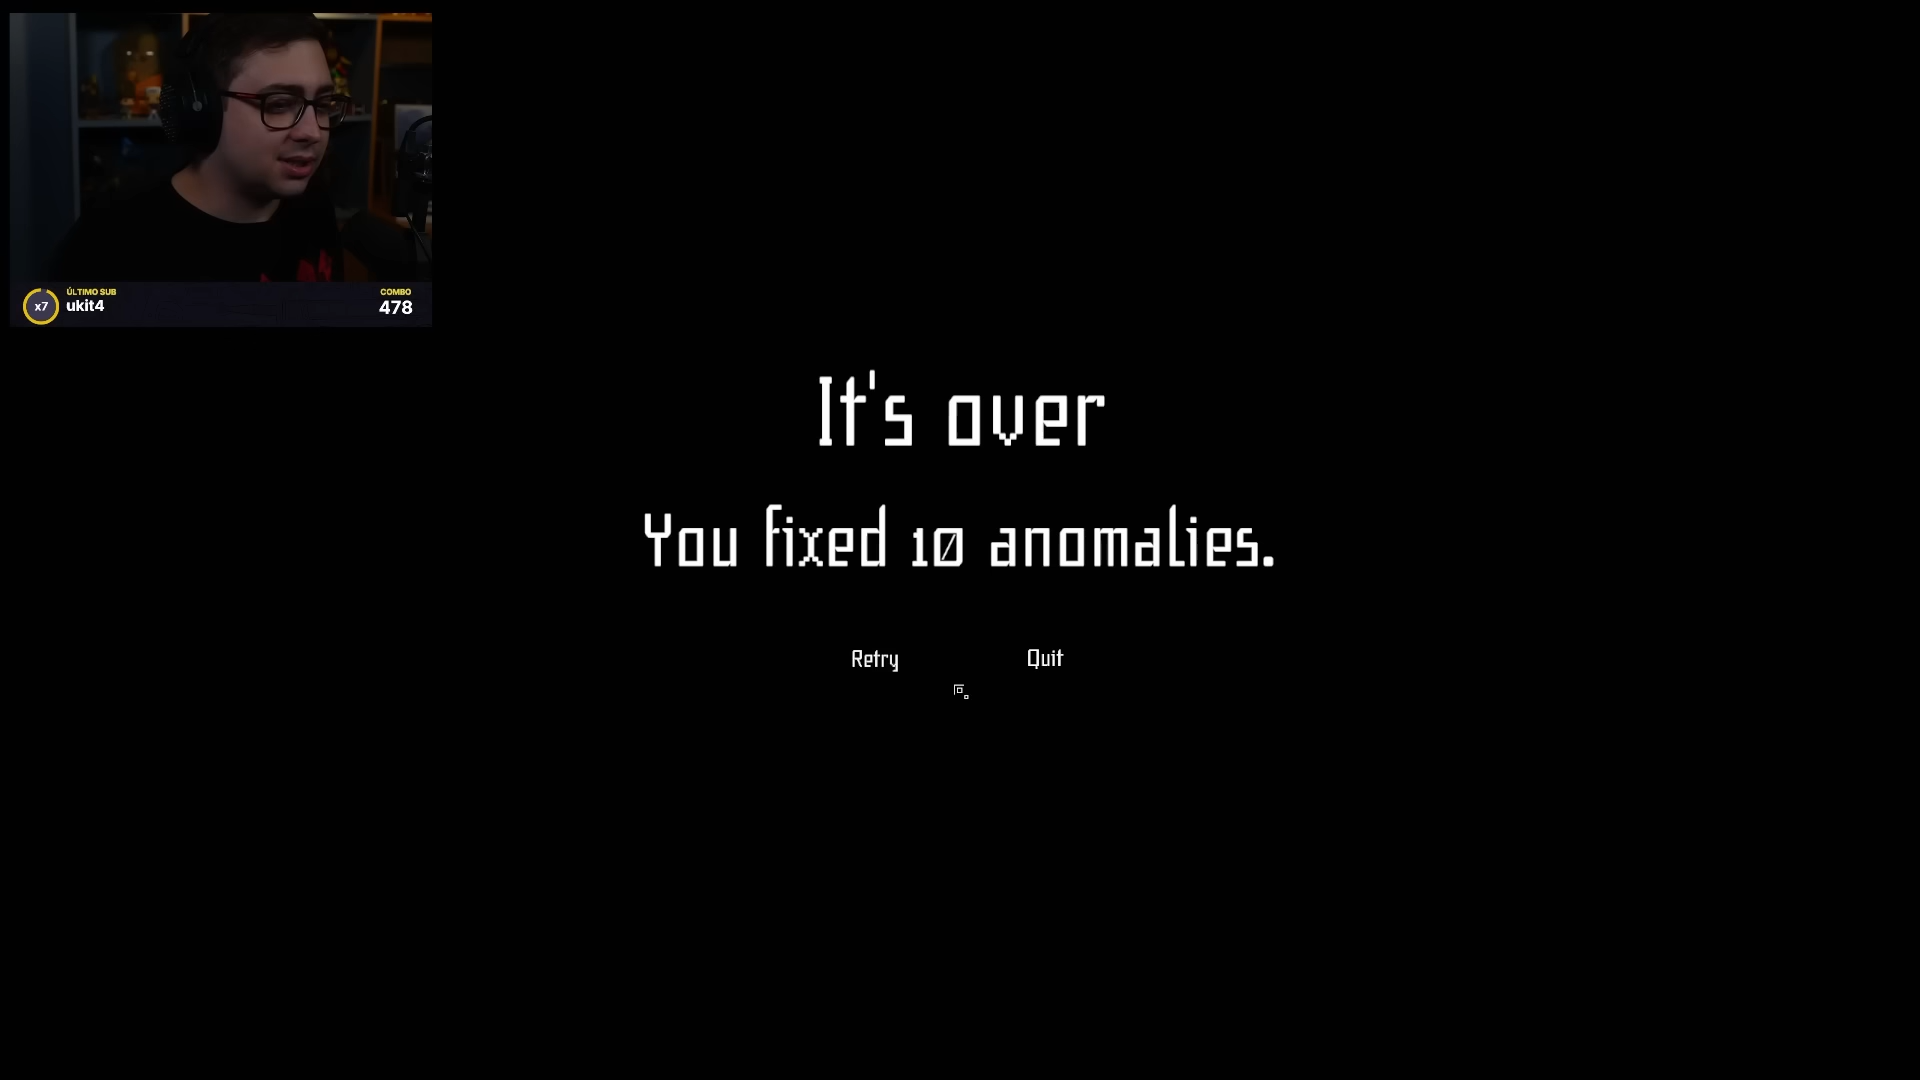 x7
ÚLTIMO SUB
ukit4
COMBO
478
It's over
You fixed 10 anomalies.
Retry
Quit